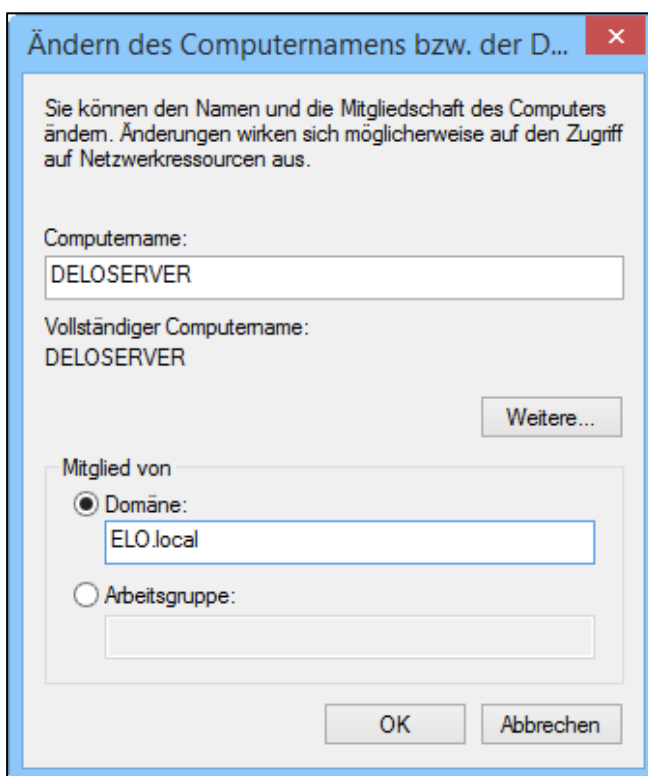 Ändern des Computernamens bzw. der D...
Sie können den Namen und die Mitgliedschaft des Computers
ändern. Änderungen wirken sich möglicherweise auf den Zugriff
auf Netzwerkressourcen aus.
Computername:
DELOSERVER
Vollständiger Computername:
DELOSERVER
Weitere...
Mitglied von
Domäne:
ELO.local
Arbeitsgruppe:
OK Abbrechen